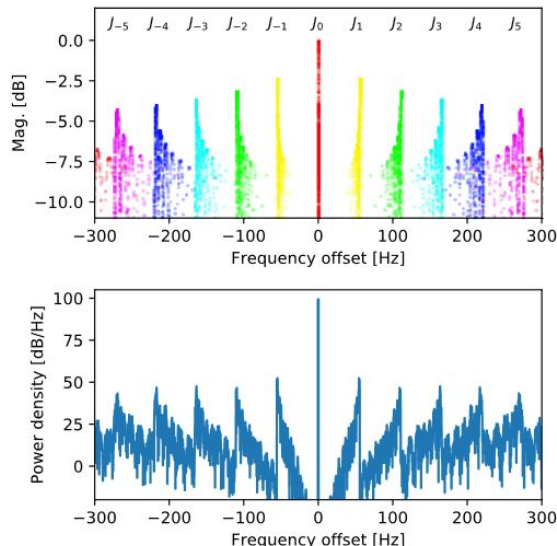 J₋₅ J₋₄ J₋₃ J₋₂ J₋₁ J₀ J₁ J₂ J₃ J₄ J₅
0.0
−2.5
−5.0
−7.5
−10.0
Mag. [dB]
−300 −200 −100 0 100 200 300
Frequency offset [Hz]
100
75
50
25
0
Power density [dB/Hz]
−300 −200 −100 0 100 200 300
Frequency offset [Hz]